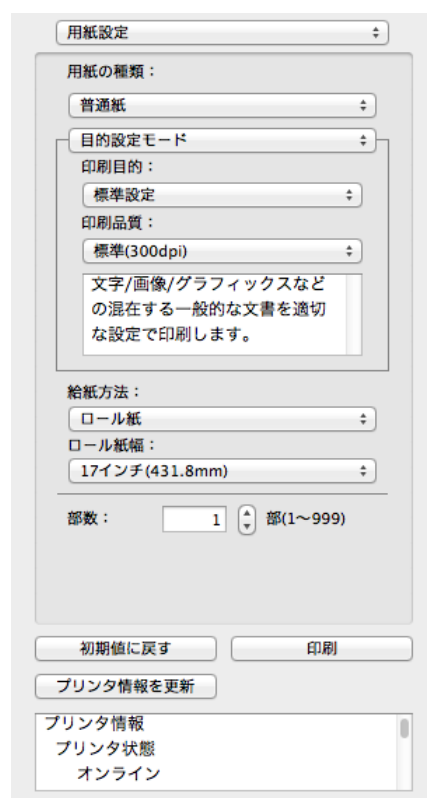 用紙設定
用紙の種類：
普通紙
目的設定モード
印刷目的：
標準設定
印刷品質：
標準(300dpi)
文字/画像/グラフィックスなど
の混在する一般的な文書を適切
な設定で印刷します。
給紙方法：
ロール紙
ロール紙幅：
17インチ(431.8mm)
部数： 1 部(1〜999)
初期値に戻す 印刷
プリンタ情報を更新
プリンタ情報
プリンタ状態
オンライン